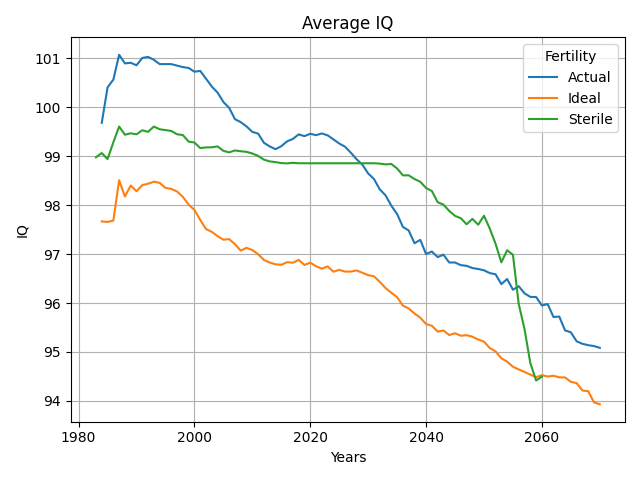 Average IQ
Fertility
Actual
Ideal
Sterile
IQ
101
100
99
98
97
96
95
94
1980
2000
2020
2040
2060
Years